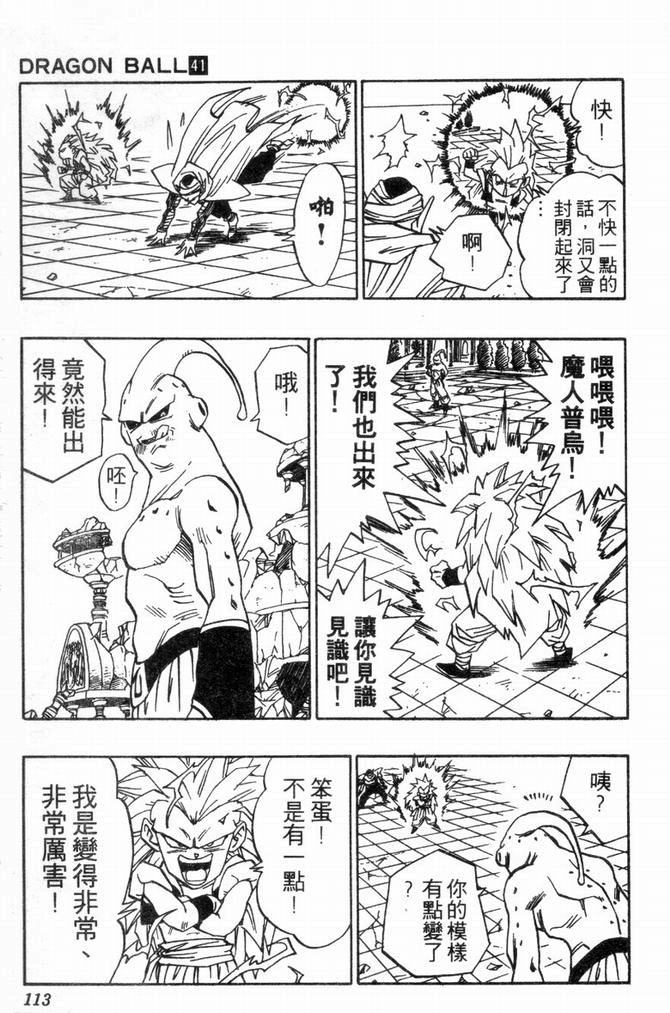 DRAGON BALL 41
快！
不快一點的
話，洞又會
封閉起來了
…
啊！
啪！
喂喂喂！
魔人普烏！
我們也出來
了！
讓你見識
見識吧！
哦！
竟然能出
得來！
呸！
咦？
你的模樣
有點變了
？
笨蛋！
不是有一點！
我是變得非常、
非常厲害！
113